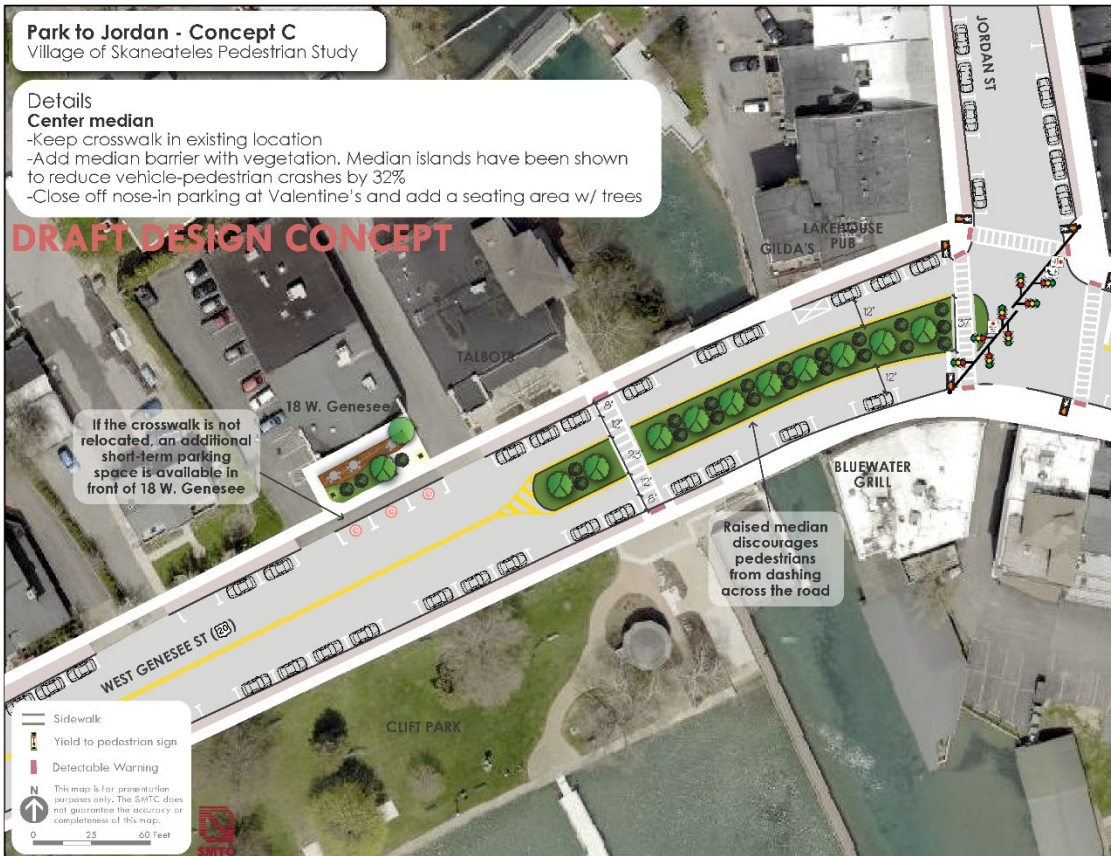 Park to Jordan - Concept C
Village of Skaneateles Pedestrian Study
Details
Center median
-Keep crosswalk in existing location
-Add median barrier with vegetation. Median islands have been shown
to reduce vehicle-pedestrian crashes by 32%
-Close off nose-in parking at Valentine's and add a seating area w/ trees
DRAFT DESIGN CONCEPT
JORDAN ST
LAKEHOUSE
PUB
GILDA'S
TALBOTS
12'
37'
12'
18 W. Genesee
If the crosswalk is not
relocated, an additional
short-term parking
space is available in
front of 18 W. Genesee
8'
12'
12'
8'
BLUEWATER
GRILL
Raised median
discourages
pedestrians
from dashing
across the road
WEST GENESEE ST (20)
CLIFT PARK
Sidewalk
Yield to pedestrian sign
Detectable Warning
N
This map is for presentation
purposes only. The SMTC does
not guarantee the accuracy or
completeness of this map.
0 25 60 Feet
SMTC